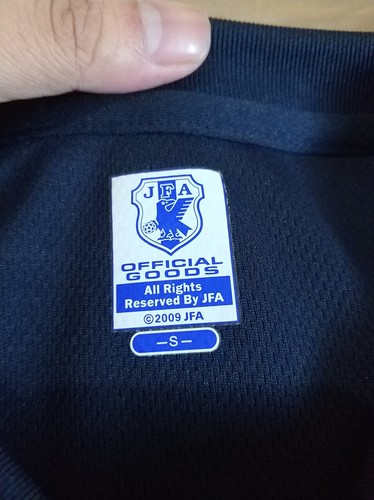 JFA
OFFICIAL
GOODS
All Rights
Reserved By JFA
©2009 JFA
—S—